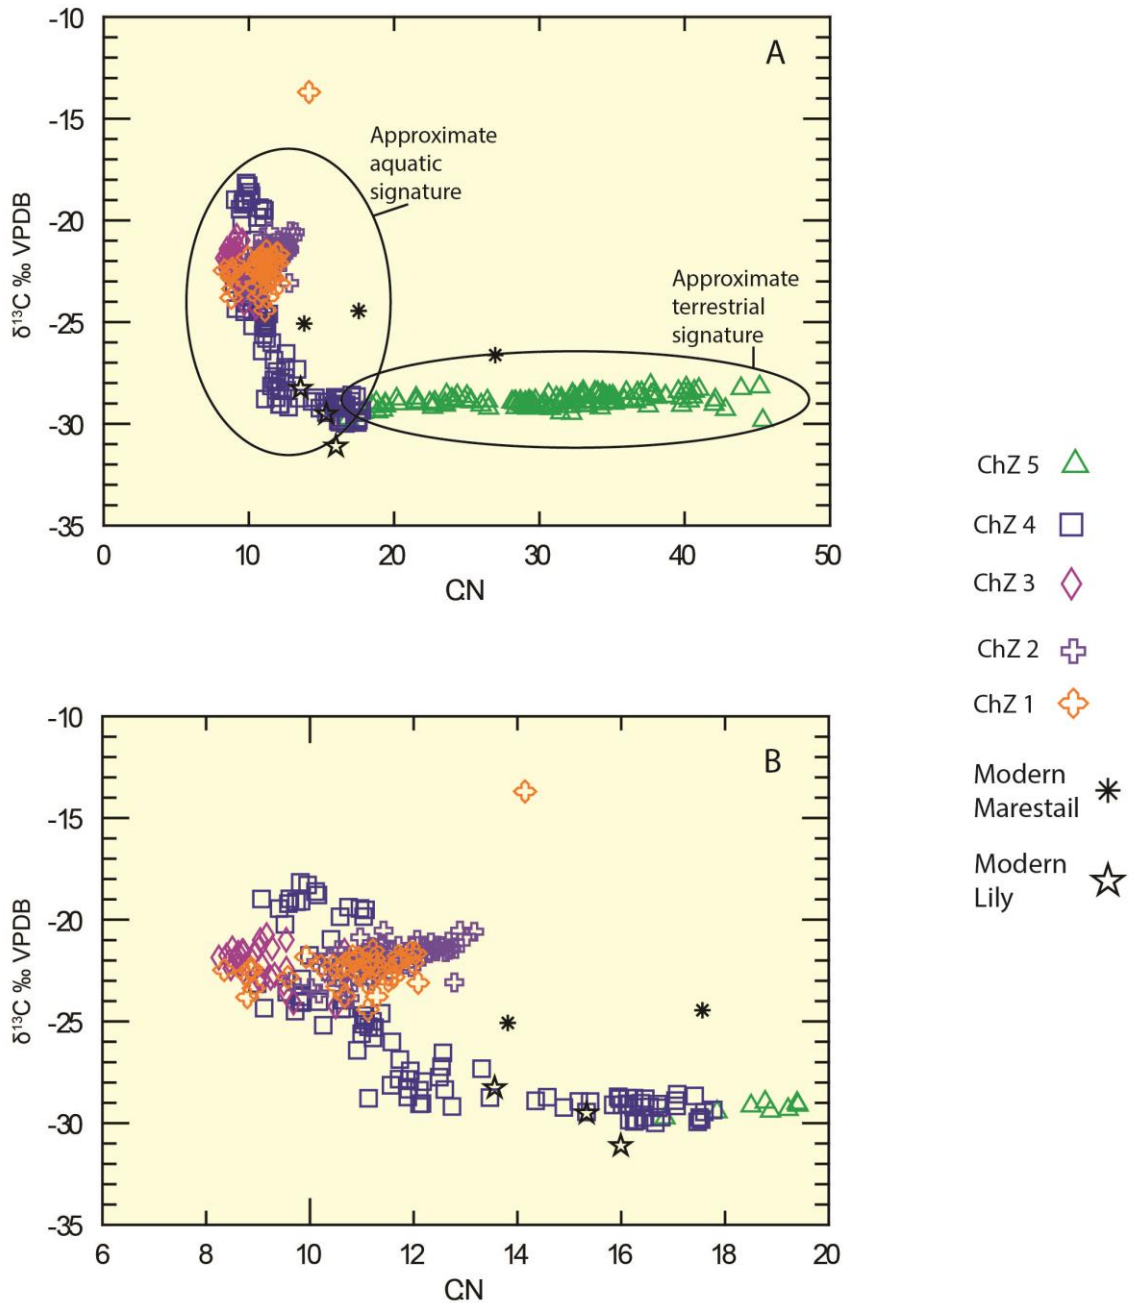 -10
A
-15
Approximate
aquatic
signature
-20
Approximate
terrestrial
signature
-25
-30
-35
δ¹³C ‰ VPDB
0 10 20 30 40 50
C:N
ChZ 5
ChZ 4
ChZ 3
ChZ 2
ChZ 1
Modern
Marestail
Modern
Lily
-10
B
-15
-20
-25
-30
-35
δ¹³C ‰ VPDB
6 8 10 12 14 16 18 20
C:N